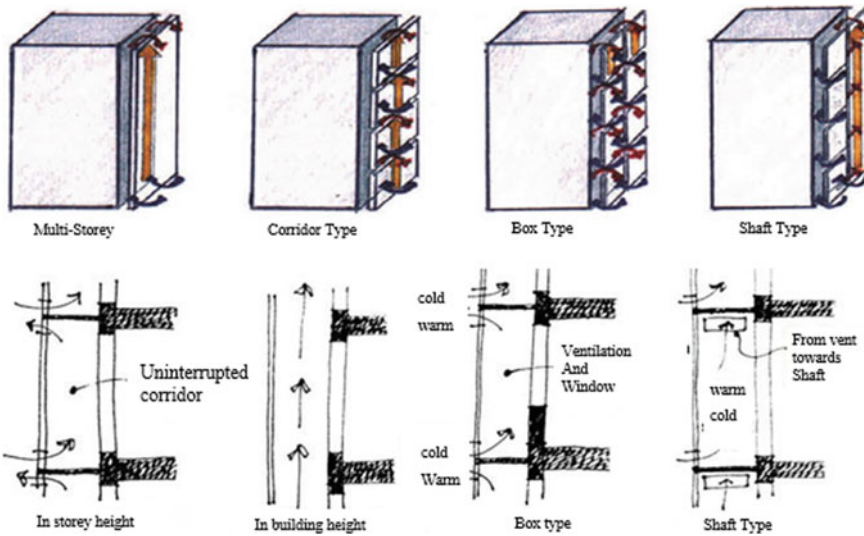 Multi-Storey
Corridor Type
Box Type
Shaft Type
Uninterrupted
corridor
In storey height
In building height
cold
warm
Ventilation
And
Window
cold
Warm
Box type
From vent
towards
Shaft
warm
cold
Shaft Type